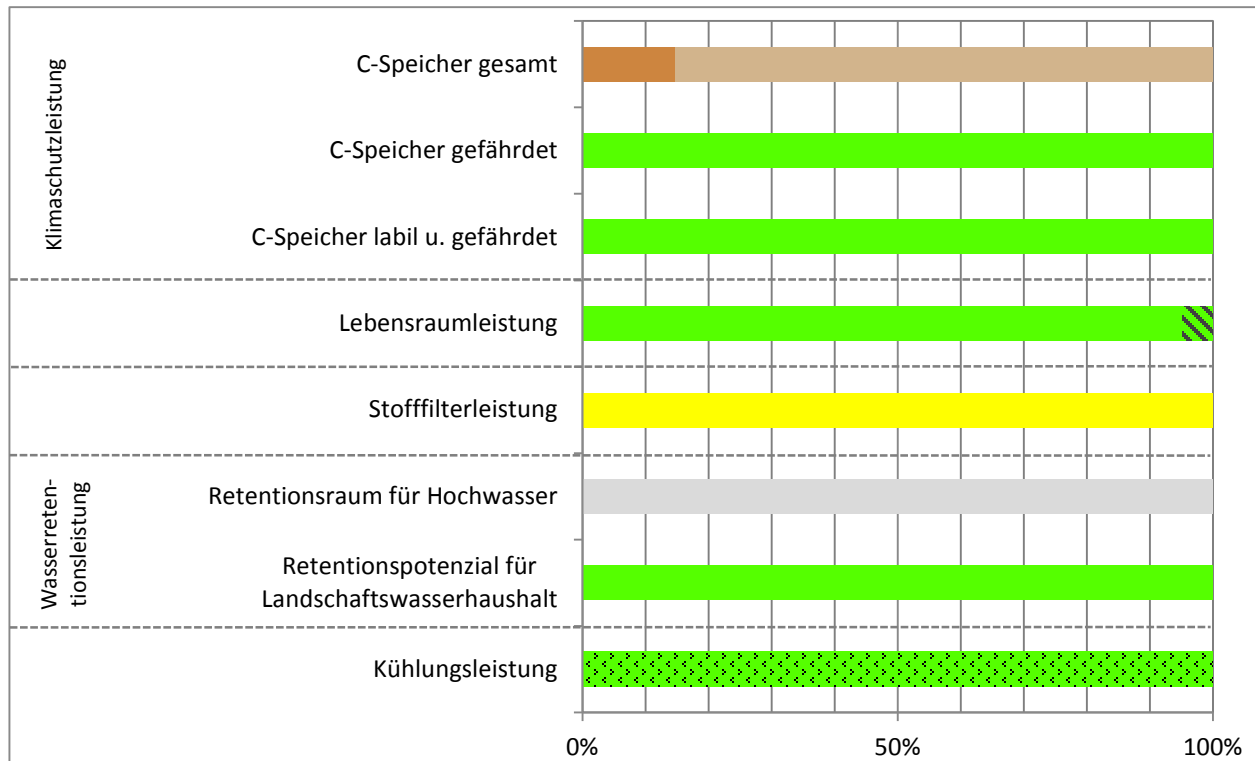 Klimaschutzleistung
C-Speicher gesamt
C-Speicher gefährdet
C-Speicher labil u. gefährdet
Lebensraumleistung
Stofffilterleistung
Wasserreten-
tionsleistung
Retentionsraum für Hochwasser
Retentionspotenzial für
Landschaftswasserhaushalt
Kühlungsleistung
0%
50%
100%